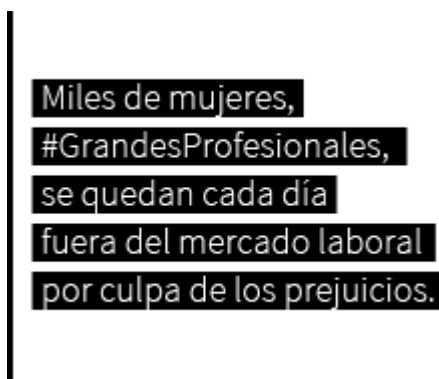 Miles de mujeres,
#GrandesProfesionales,
se quedan cada día
fuera del mercado laboral
por culpa de los prejuicios.